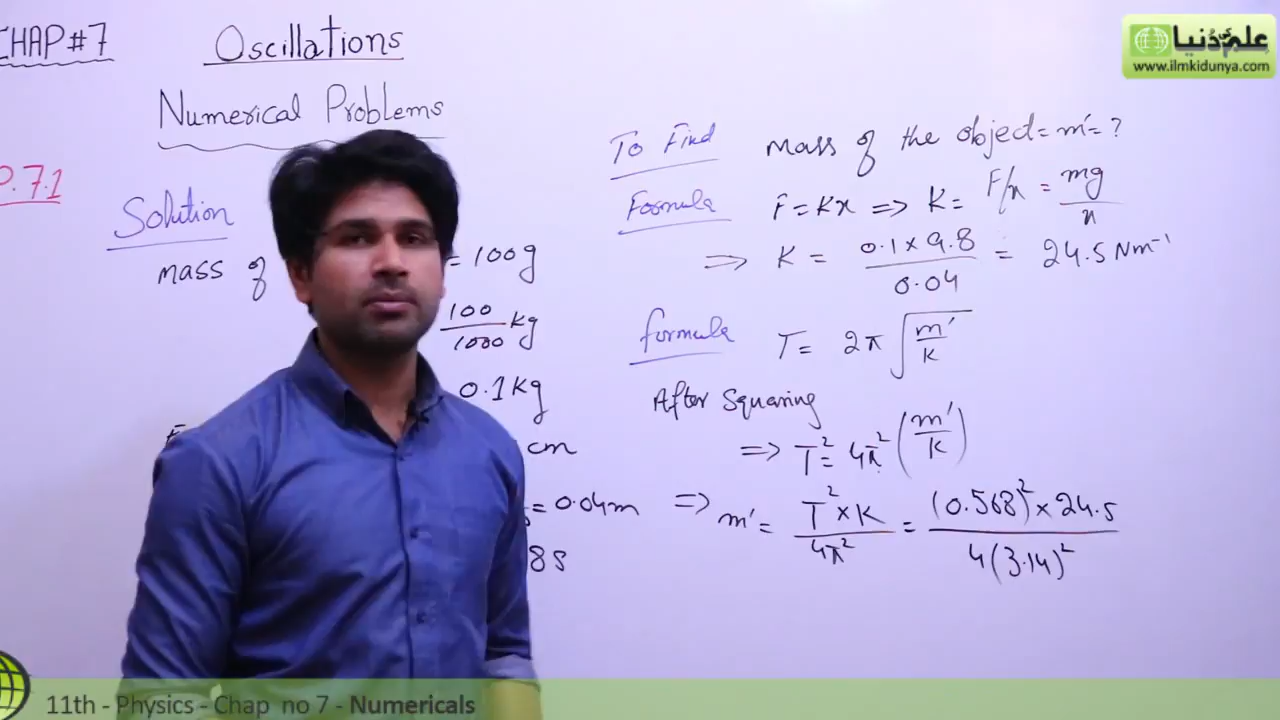 CHAP#7
Oscillations
Numerical Problems
P.7.1
Solution
mass of = 100g
100/1000 kg
0.1kg
cm
= 0.04m
8s
To Find mass of the object = m' = ?
Formula F = Kx ⇒ K = F/x = mg/x
⇒ K = 0.1 × 9.8 / 0.04 = 24.5 Nm⁻¹
formula T = 2π√(m'/k)
After Squaring
⇒ T² = 4π² (m'/k)
⇒ m' = T² × K / 4π² = (0.568)² × 24.5 / 4(3.14)²
علم کی دُنیا
www.ilmkidunya.com
11th - Physics - Chap no 7 - Numericals